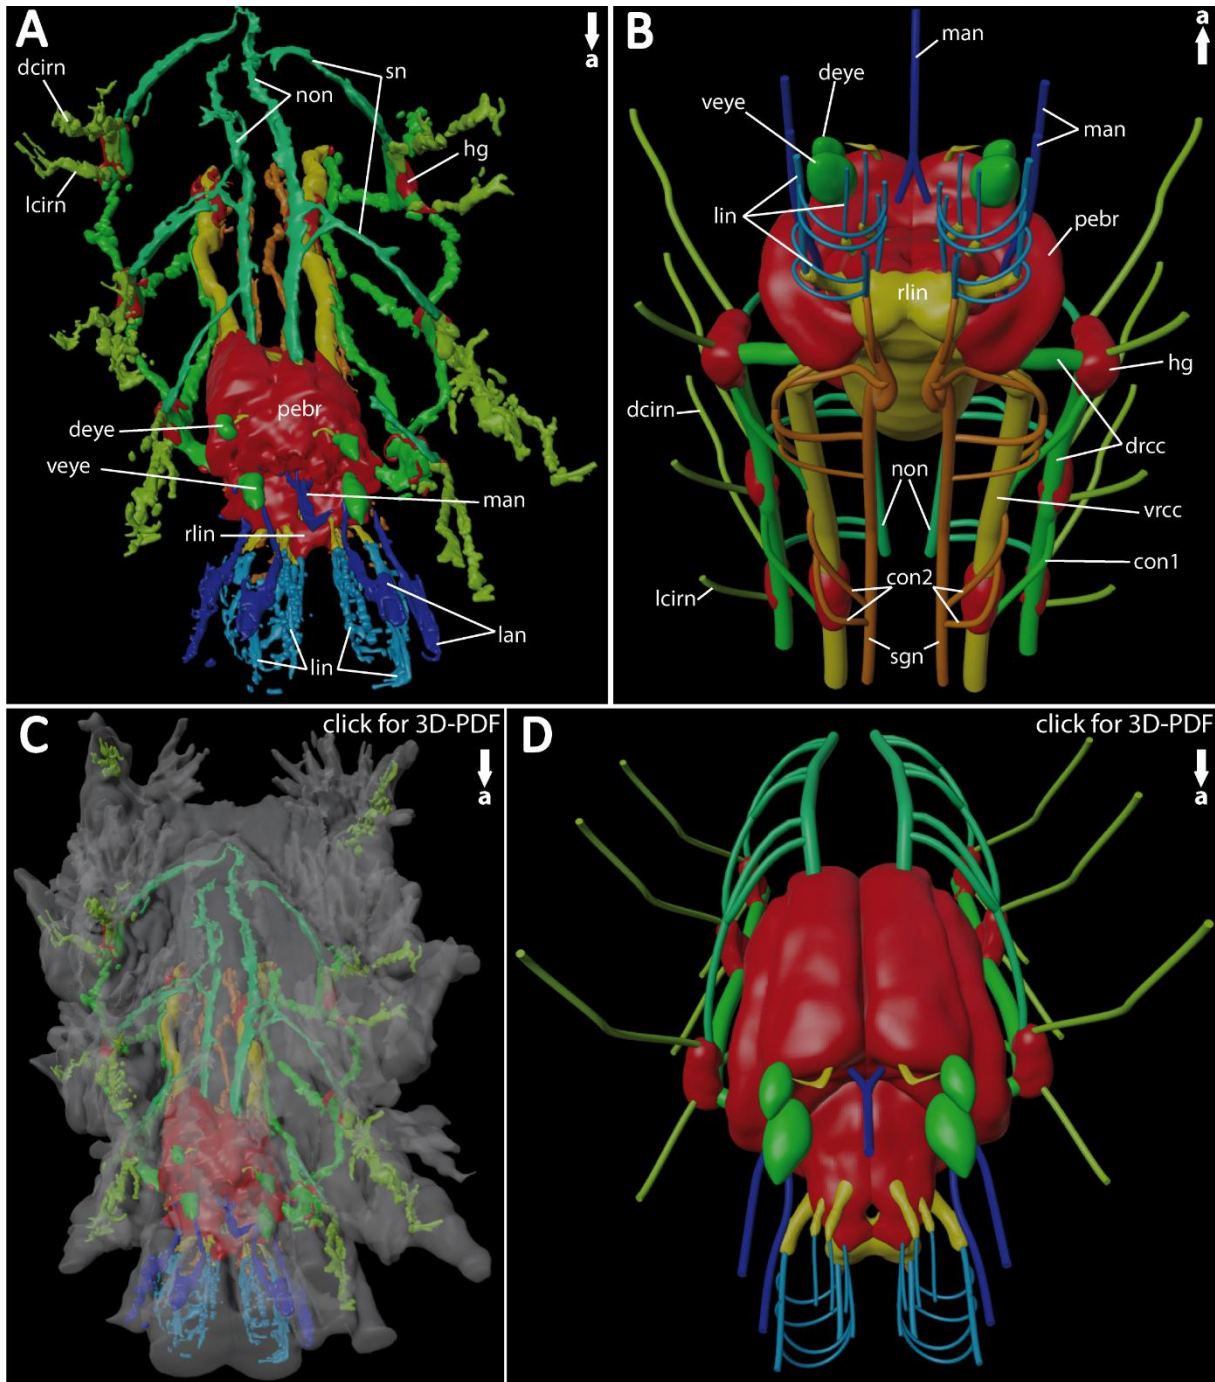 A
a
dcirn
sn
non
hg
lcirn
pebr
deye
veye
man
rlin
lan
lin
B
a
man
deye
veye
man
lin
pebr
rlin
hg
dcirn
drcc
non
vrcc
con2
con1
lcirn
sgn
C
click for 3D-PDF
a
D
click for 3D-PDF
a